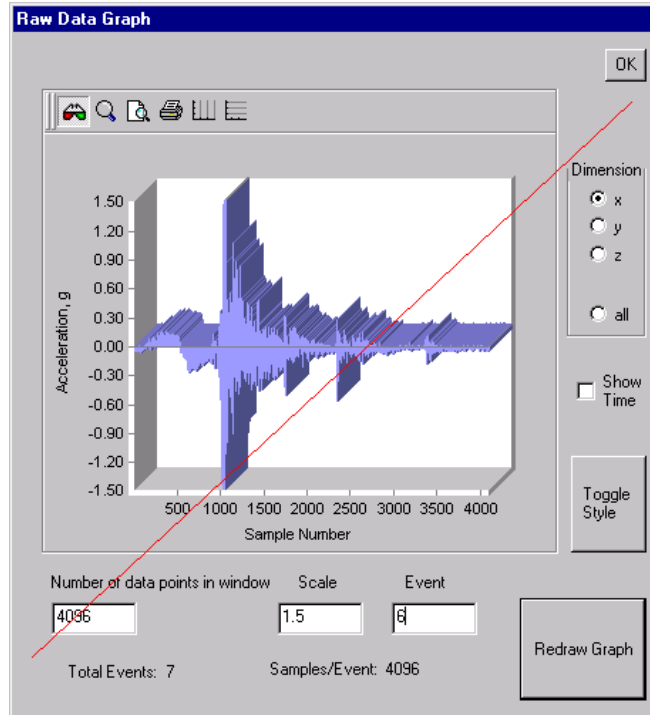 Raw Data Graph
OK
Dimension
x
y
z
all
Show
Time
Toggle
Style
Acceleration, g
1.50
1.20
0.90
0.60
0.30
0.00
-0.30
-0.60
-0.90
-1.20
-1.50
500 1000 1500 2000 2500 3000 3500 4000
Sample Number
Number of data points in window Scale Event
4096 1.5 6
Redraw Graph
Total Events: 7 Samples/Event: 4096